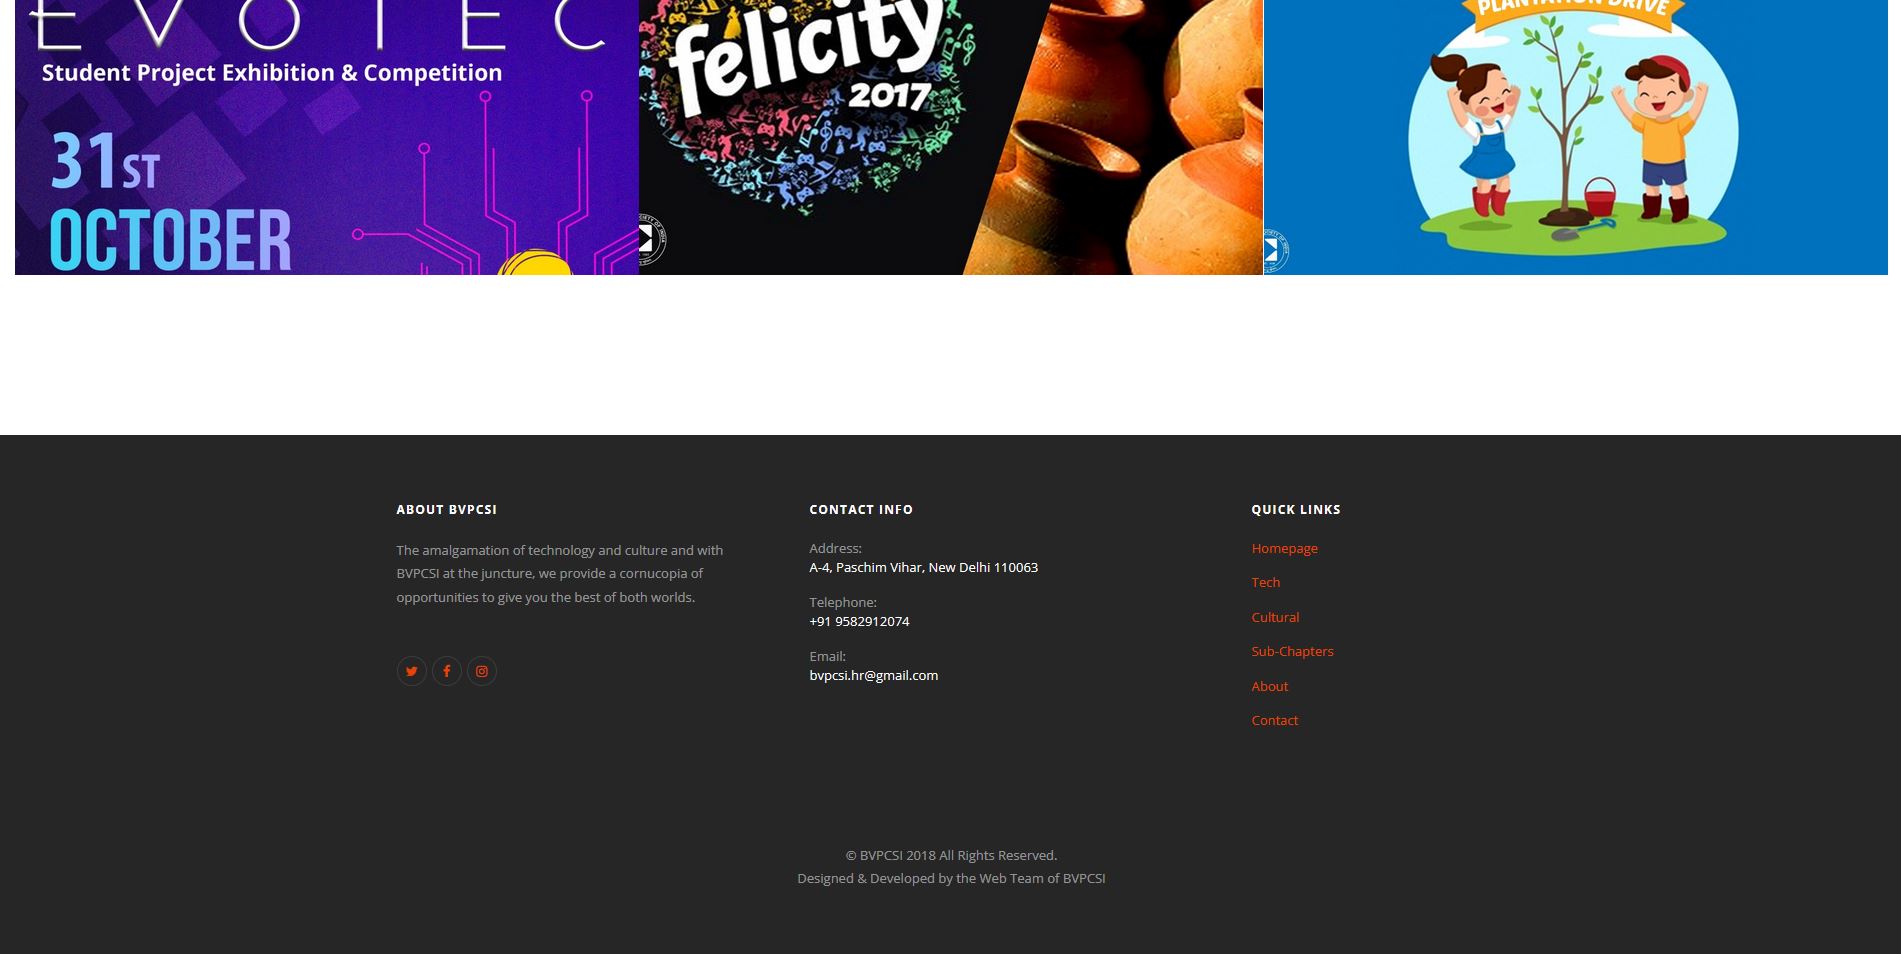 EVOTEC
Student Project Exhibition & Competition
31ST
OCTOBER
felicity
2017
PLANTATION DRIVE
ABOUT BVPCSI
The amalgamation of technology and culture and with
BVPCSI at the juncture, we provide a cornucopia of
opportunities to give you the best of both worlds.
CONTACT INFO
Address:
A-4, Paschim Vihar, New Delhi 110063
Telephone:
+91 9582912074
Email:
bvpcsi.hr@gmail.com
QUICK LINKS
Homepage
Tech
Cultural
Sub-Chapters
About
Contact
© BVPCSI 2018 All Rights Reserved.
Designed & Developed by the Web Team of BVPCSI